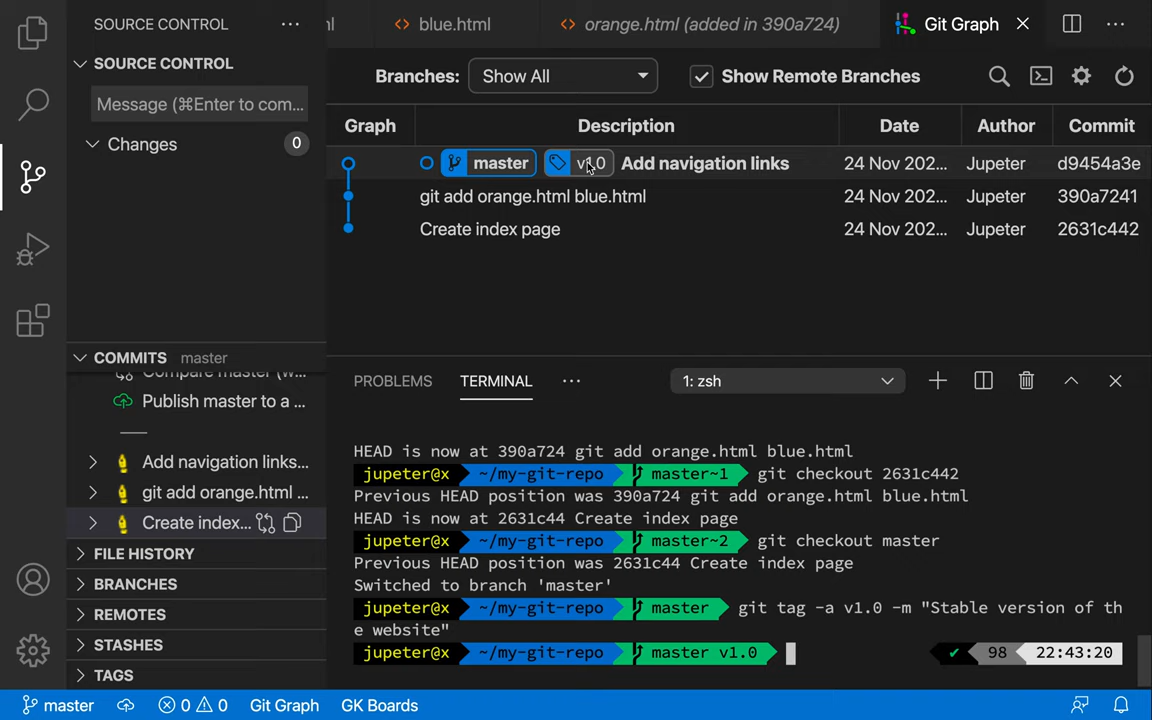 SOURCE CONTROL
blue.html
orange.html (added in 390a724)
Git Graph
SOURCE CONTROL
Message (⌘Enter to com...
Changes
0
Branches:
Show All
Show Remote Branches
Graph
Description
Date
Author
Commit
master
v1.0
Add navigation links
24 Nov 202...
Jupeter
d9454a3e
git add orange.html blue.html
24 Nov 202...
Jupeter
390a7241
Create index page
24 Nov 202...
Jupeter
2631c442
COMMITS master
Compare master (w...
Publish master to a ...
Add navigation links...
git add orange.html ...
Create index...
FILE HISTORY
BRANCHES
REMOTES
STASHES
TAGS
PROBLEMS
TERMINAL
1: zsh
HEAD is now at 390a724 git add orange.html blue.html
jupeter@x ~/my-git-repo master~1 git checkout 2631c442
Previous HEAD position was 390a724 git add orange.html blue.html
HEAD is now at 2631c44 Create index page
jupeter@x ~/my-git-repo master~2 git checkout master
Previous HEAD position was 2631c44 Create index page
Switched to branch 'master'
jupeter@x ~/my-git-repo master git tag -a v1.0 -m "Stable version of th
e website"
jupeter@x ~/my-git-repo master v1.0
✔ 98 22:43:20
master
0
0
Git Graph
GK Boards